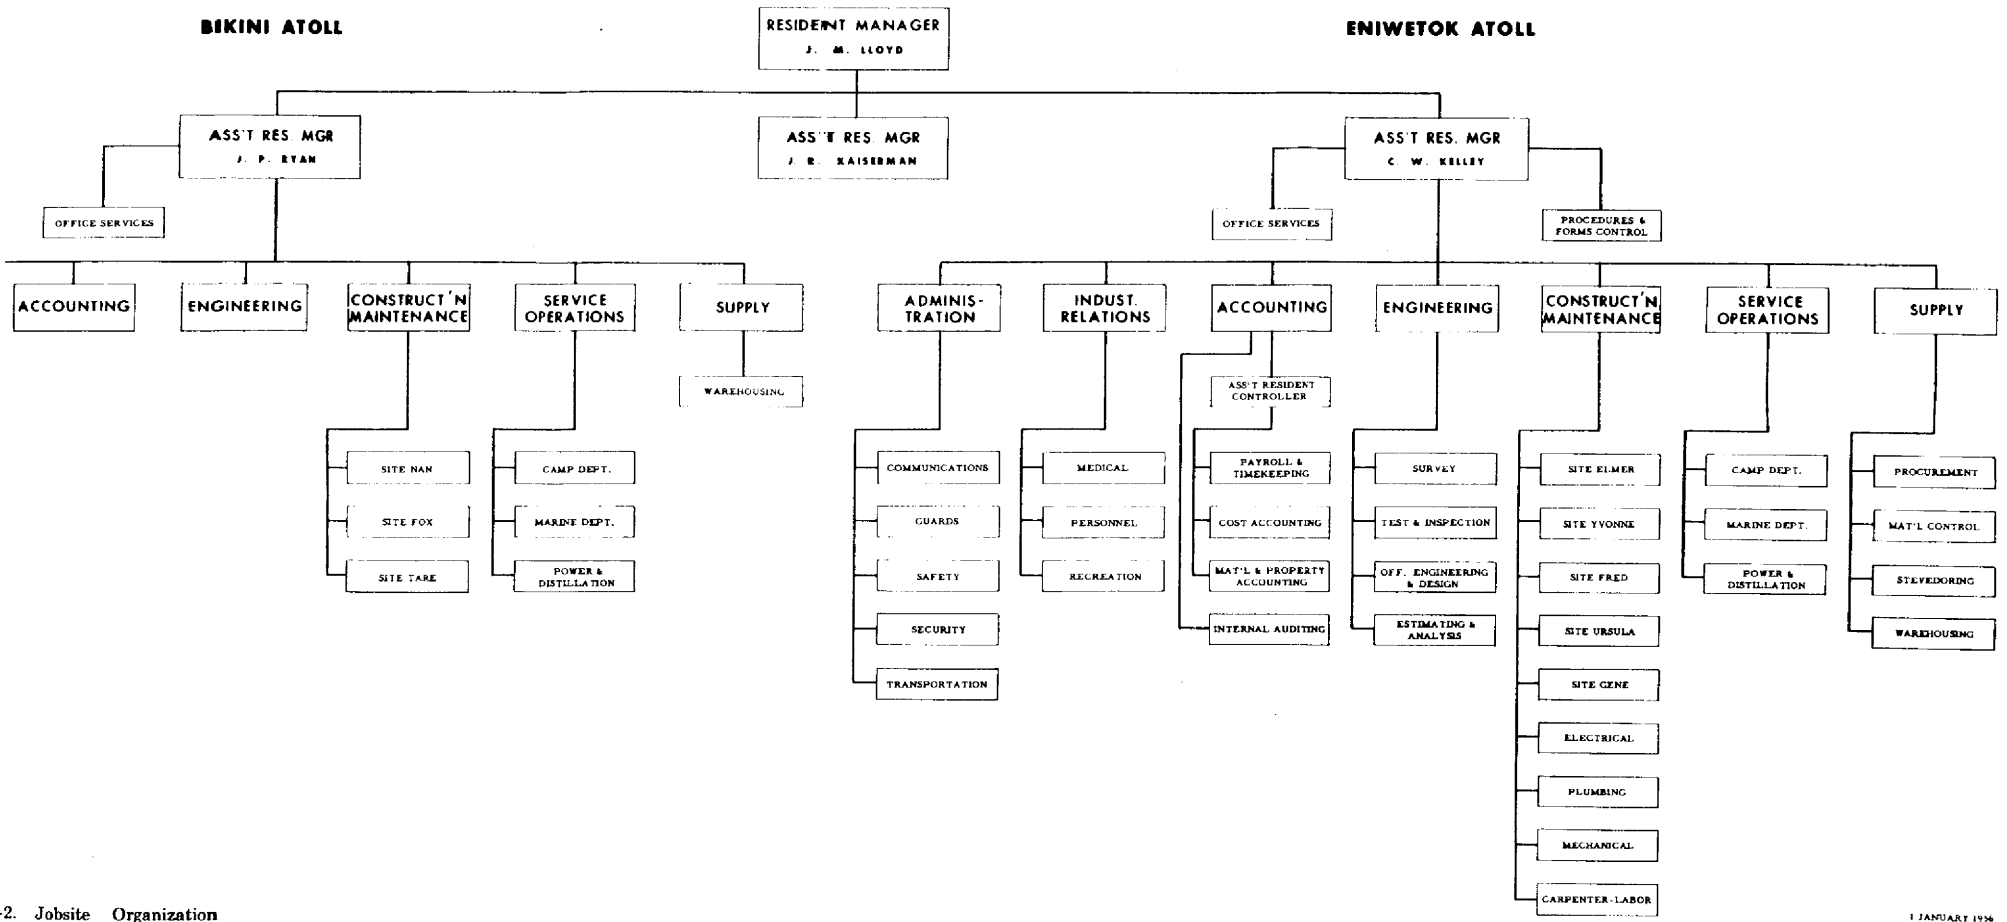 BIKINI ATOLL
RESIDENT MANAGER
J. M. LLOYD
ENIWETOK ATOLL
ASS'T RES. MGR
J. P. RYAN
ASS'T RES. MGR
J. R. KAISERMAN
ASS'T RES. MGR
C. W. KELLEY
OFFICE SERVICES
OFFICE SERVICES
PROCEDURES &
FORMS CONTROL
ACCOUNTING
ENGINEERING
CONSTRUCT'N
MAINTENANCE
SERVICE
OPERATIONS
SUPPLY
ADMINIS-
TRATION
INDUST.
RELATIONS
ACCOUNTING
ENGINEERING
CONSTRUCT'N
MAINTENANCE
SERVICE
OPERATIONS
SUPPLY
WAREHOUSING
ASS'T RESIDENT
CONTROLLER
SITE NAN
SITE FOX
SITE TARE
CAMP DEPT.
MARINE DEPT.
POWER &
DISTILLATION
COMMUNICATIONS
GUARDS
SAFETY
SECURITY
TRANSPORTATION
MEDICAL
PERSONNEL
RECREATION
PAYROLL &
TIMEKEEPING
COST ACCOUNTING
MAT'L & PROPERTY
ACCOUNTING
INTERNAL AUDITING
SURVEY
TEST & INSPECTION
OFF. ENGINEERING
& DESIGN
ESTIMATING &
ANALYSIS
SITE ELMER
SITE YVONNE
SITE FRED
SITE URSULA
SITE GENE
ELECTRICAL
PLUMBING
MECHANICAL
CARPENTER-LABOR
CAMP DEPT.
MARINE DEPT.
POWER &
DISTILLATION
PROCUREMENT
MAT'L CONTROL
STEVEDORING
WAREHOUSING
-2. Jobsite Organization
1 JANUARY 1956